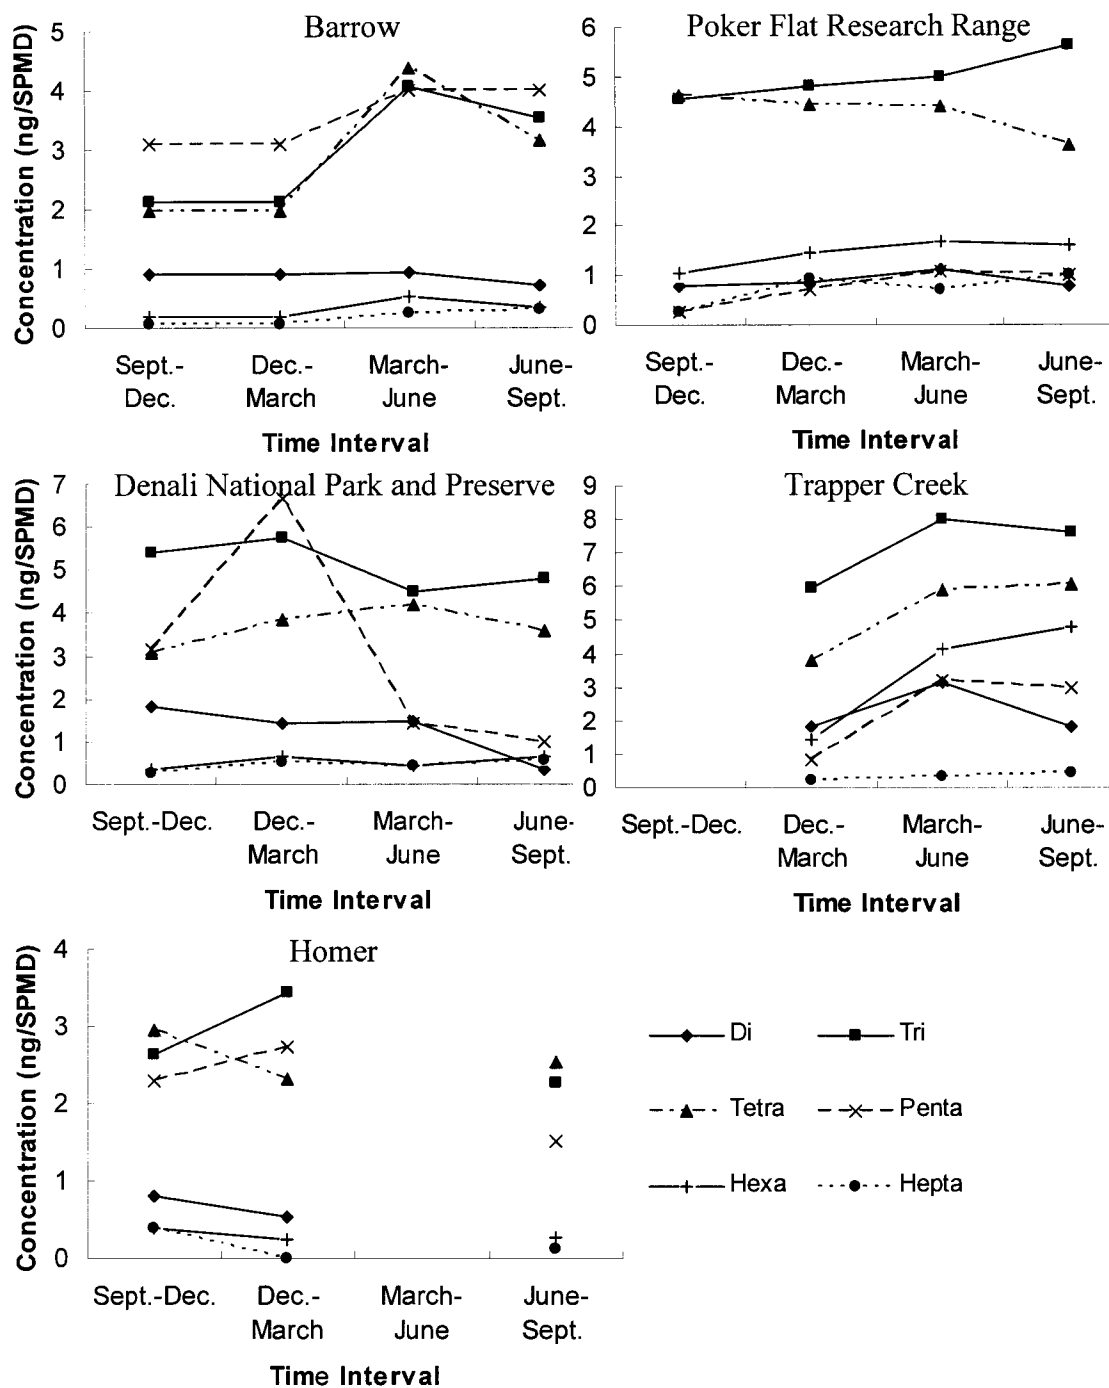 Barrow
Concentration (ng/SPMD)
5
4
3
2
1
0
Sept.- Dec.- March- June-
Dec. March June Sept.
Time Interval
Poker Flat Research Range
6
5
4
3
2
1
0
Sept.- Dec.- March- June-
Dec. March June Sept.
Time Interval
Denali National Park and Preserve
Concentration (ng/SPMD)
7
6
5
4
3
2
1
0
Sept.-Dec. Dec.- March- June-
March June Sept.
Time Interval
Trapper Creek
9
8
7
6
5
4
3
2
1
0
Sept.-Dec. Dec.- March- June-
March June Sept.
Time Interval
Homer
Concentration (ng/SPMD)
4
3
2
1
0
Sept.-Dec. Dec.- March- June-
March June Sept.
Time Interval
Di Tri
Tetra Penta
Hexa Hepta